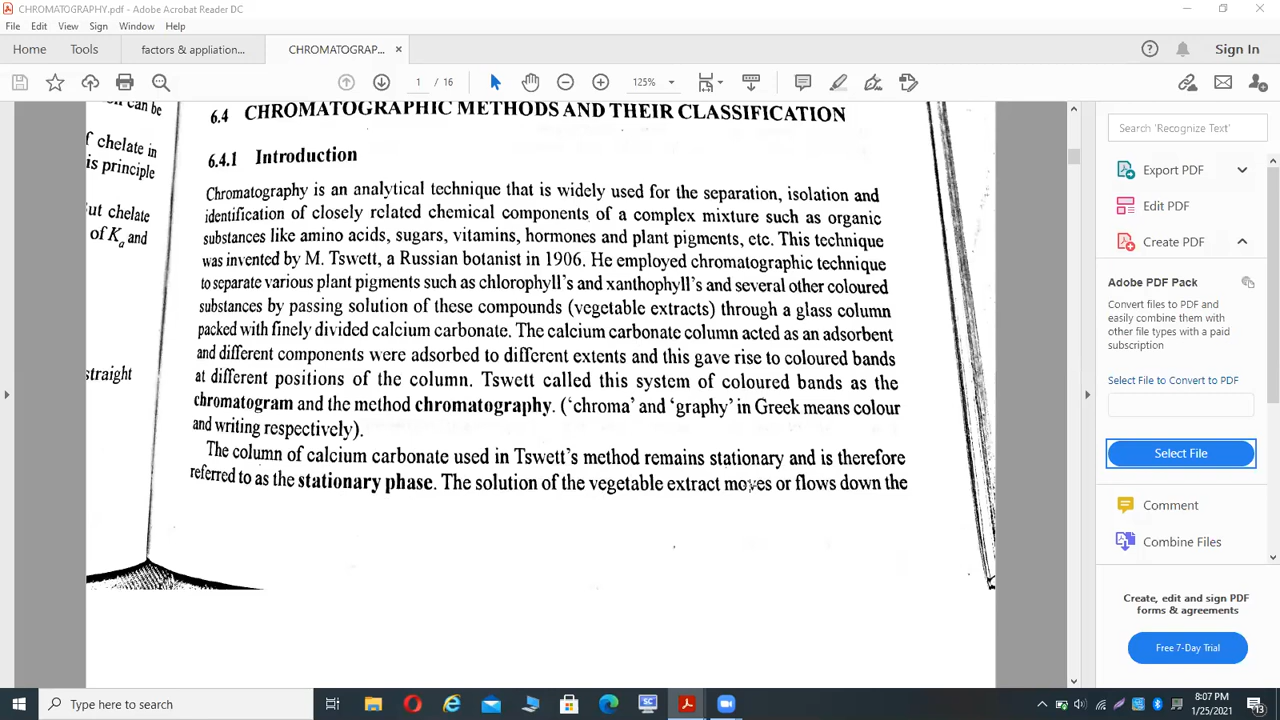 CHROMATOGRAPHY.pdf - Adobe Acrobat Reader DC
File Edit View Sign Window Help
Home Tools factors & appliation... CHROMATOGRAP... × Sign In
1 / 16 125%
on can be
f chelate in
is principle
ut chelate
of Ka and
straight
6.4 CHROMATOGRAPHIC METHODS AND THEIR CLASSIFICATION
6.4.1 Introduction
Chromatography is an analytical technique that is widely used for the separation, isolation and
identification of closely related chemical components of a complex mixture such as organic
substances like amino acids, sugars, vitamins, hormones and plant pigments, etc. This technique
was invented by M. Tswett, a Russian botanist in 1906. He employed chromatographic technique
to separate various plant pigments such as chlorophyll's and xanthophyll's and several other coloured
substances by passing solution of these compounds (vegetable extracts) through a glass column
packed with finely divided calcium carbonate. The calcium carbonate column acted as an adsorbent
and different components were adsorbed to different extents and this gave rise to coloured bands
at different positions of the column. Tswett called this system of coloured bands as the
chromatogram and the method chromatography. ('chroma' and 'graphy' in Greek means colour
and writing respectively).
The column of calcium carbonate used in Tswett's method remains stationary and is therefore
referred to as the stationary phase. The solution of the vegetable extract moves or flows down the
Search 'Recognize Text'
Export PDF
Edit PDF
Create PDF
Adobe PDF Pack
Convert files to PDF and
easily combine them with
other file types with a paid
subscription
Select File to Convert to PDF
Select File
Comment
Combine Files
Create, edit and sign PDF
forms & agreements
Free 7-Day Trial
Type here to search
8:07 PM
1/25/2021
13